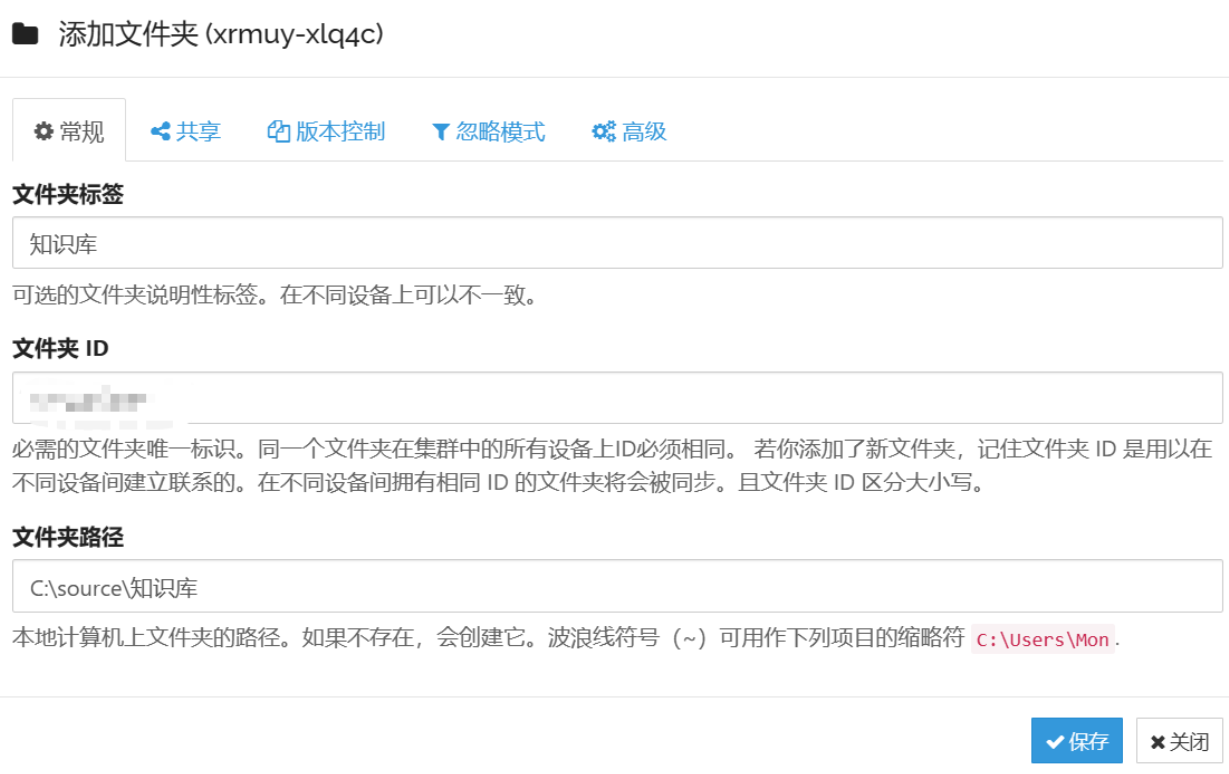 添加文件夹 (xrmuy-xlq4c)
常规 共享 版本控制 忽略模式 高级
文件夹标签
知识库
可选的文件夹说明性标签。在不同设备上可以不一致。
文件夹 ID
必需的文件夹唯一标识。同一个文件夹在集群中的所有设备上ID必须相同。 若你添加了新文件夹，记住文件夹 ID 是用以在
不同设备间建立联系的。在不同设备间拥有相同 ID 的文件夹将会被同步。且文件夹 ID 区分大小写。
文件夹路径
C:\source\知识库
本地计算机上文件夹的路径。如果不存在，会创建它。波浪线符号（~）可用作下列项目的缩略符 C:\Users\Mon.
保存 关闭